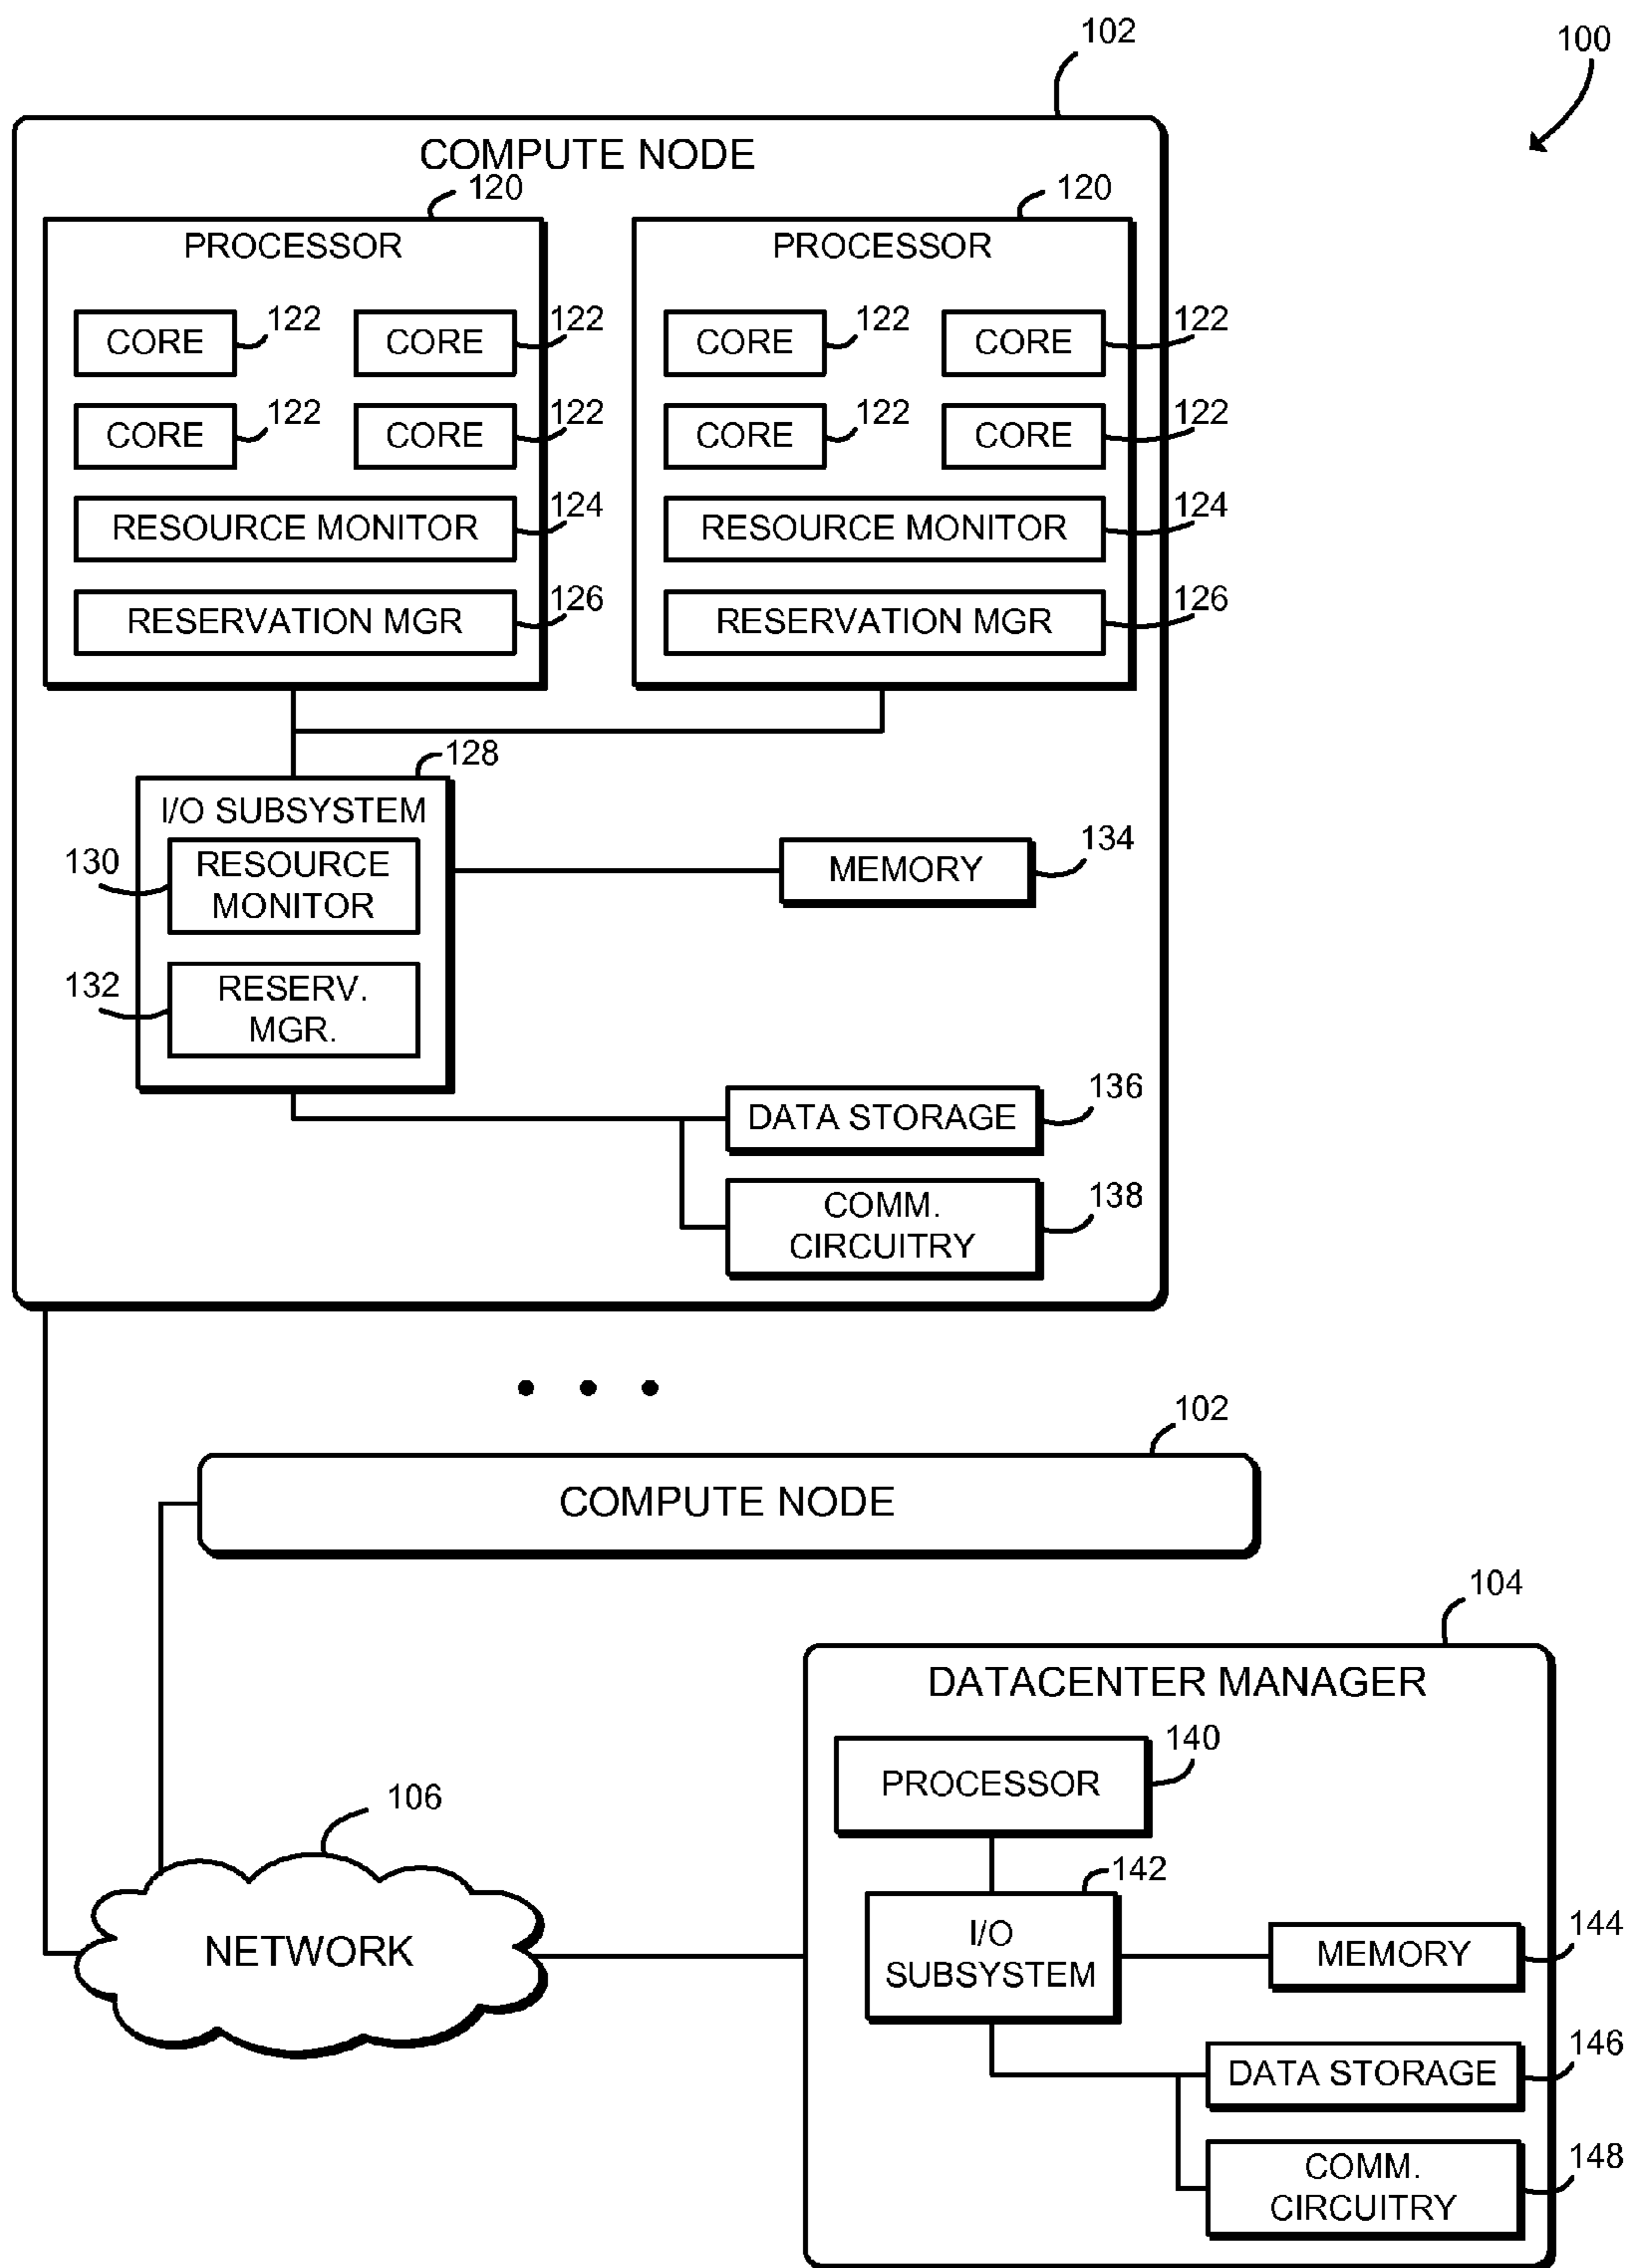 102
100
COMPUTE NODE
120
120
PROCESSOR
PROCESSOR
CORE
122
CORE
122
CORE
122
CORE
122
CORE
122
CORE
122
CORE
122
CORE
122
RESOURCE MONITOR
124
RESOURCE MONITOR
124
RESERVATION MGR
126
RESERVATION MGR
126
128
I/O SUBSYSTEM
130
RESOURCE
MONITOR
MEMORY
134
132
RESERV.
MGR.
DATA STORAGE
136
COMM.
CIRCUITRY
138
• • •
102
COMPUTE NODE
104
DATACENTER MANAGER
140
PROCESSOR
106
NETWORK
142
I/O
SUBSYSTEM
MEMORY
144
DATA STORAGE
146
COMM.
CIRCUITRY
148